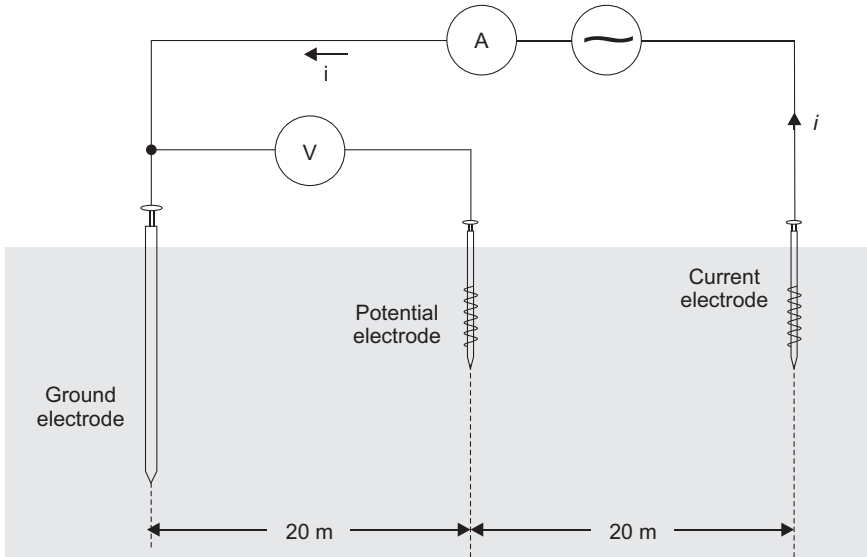 A
i
i
V
Potential
electrode
Current
electrode
Ground
electrode
20 m
20 m